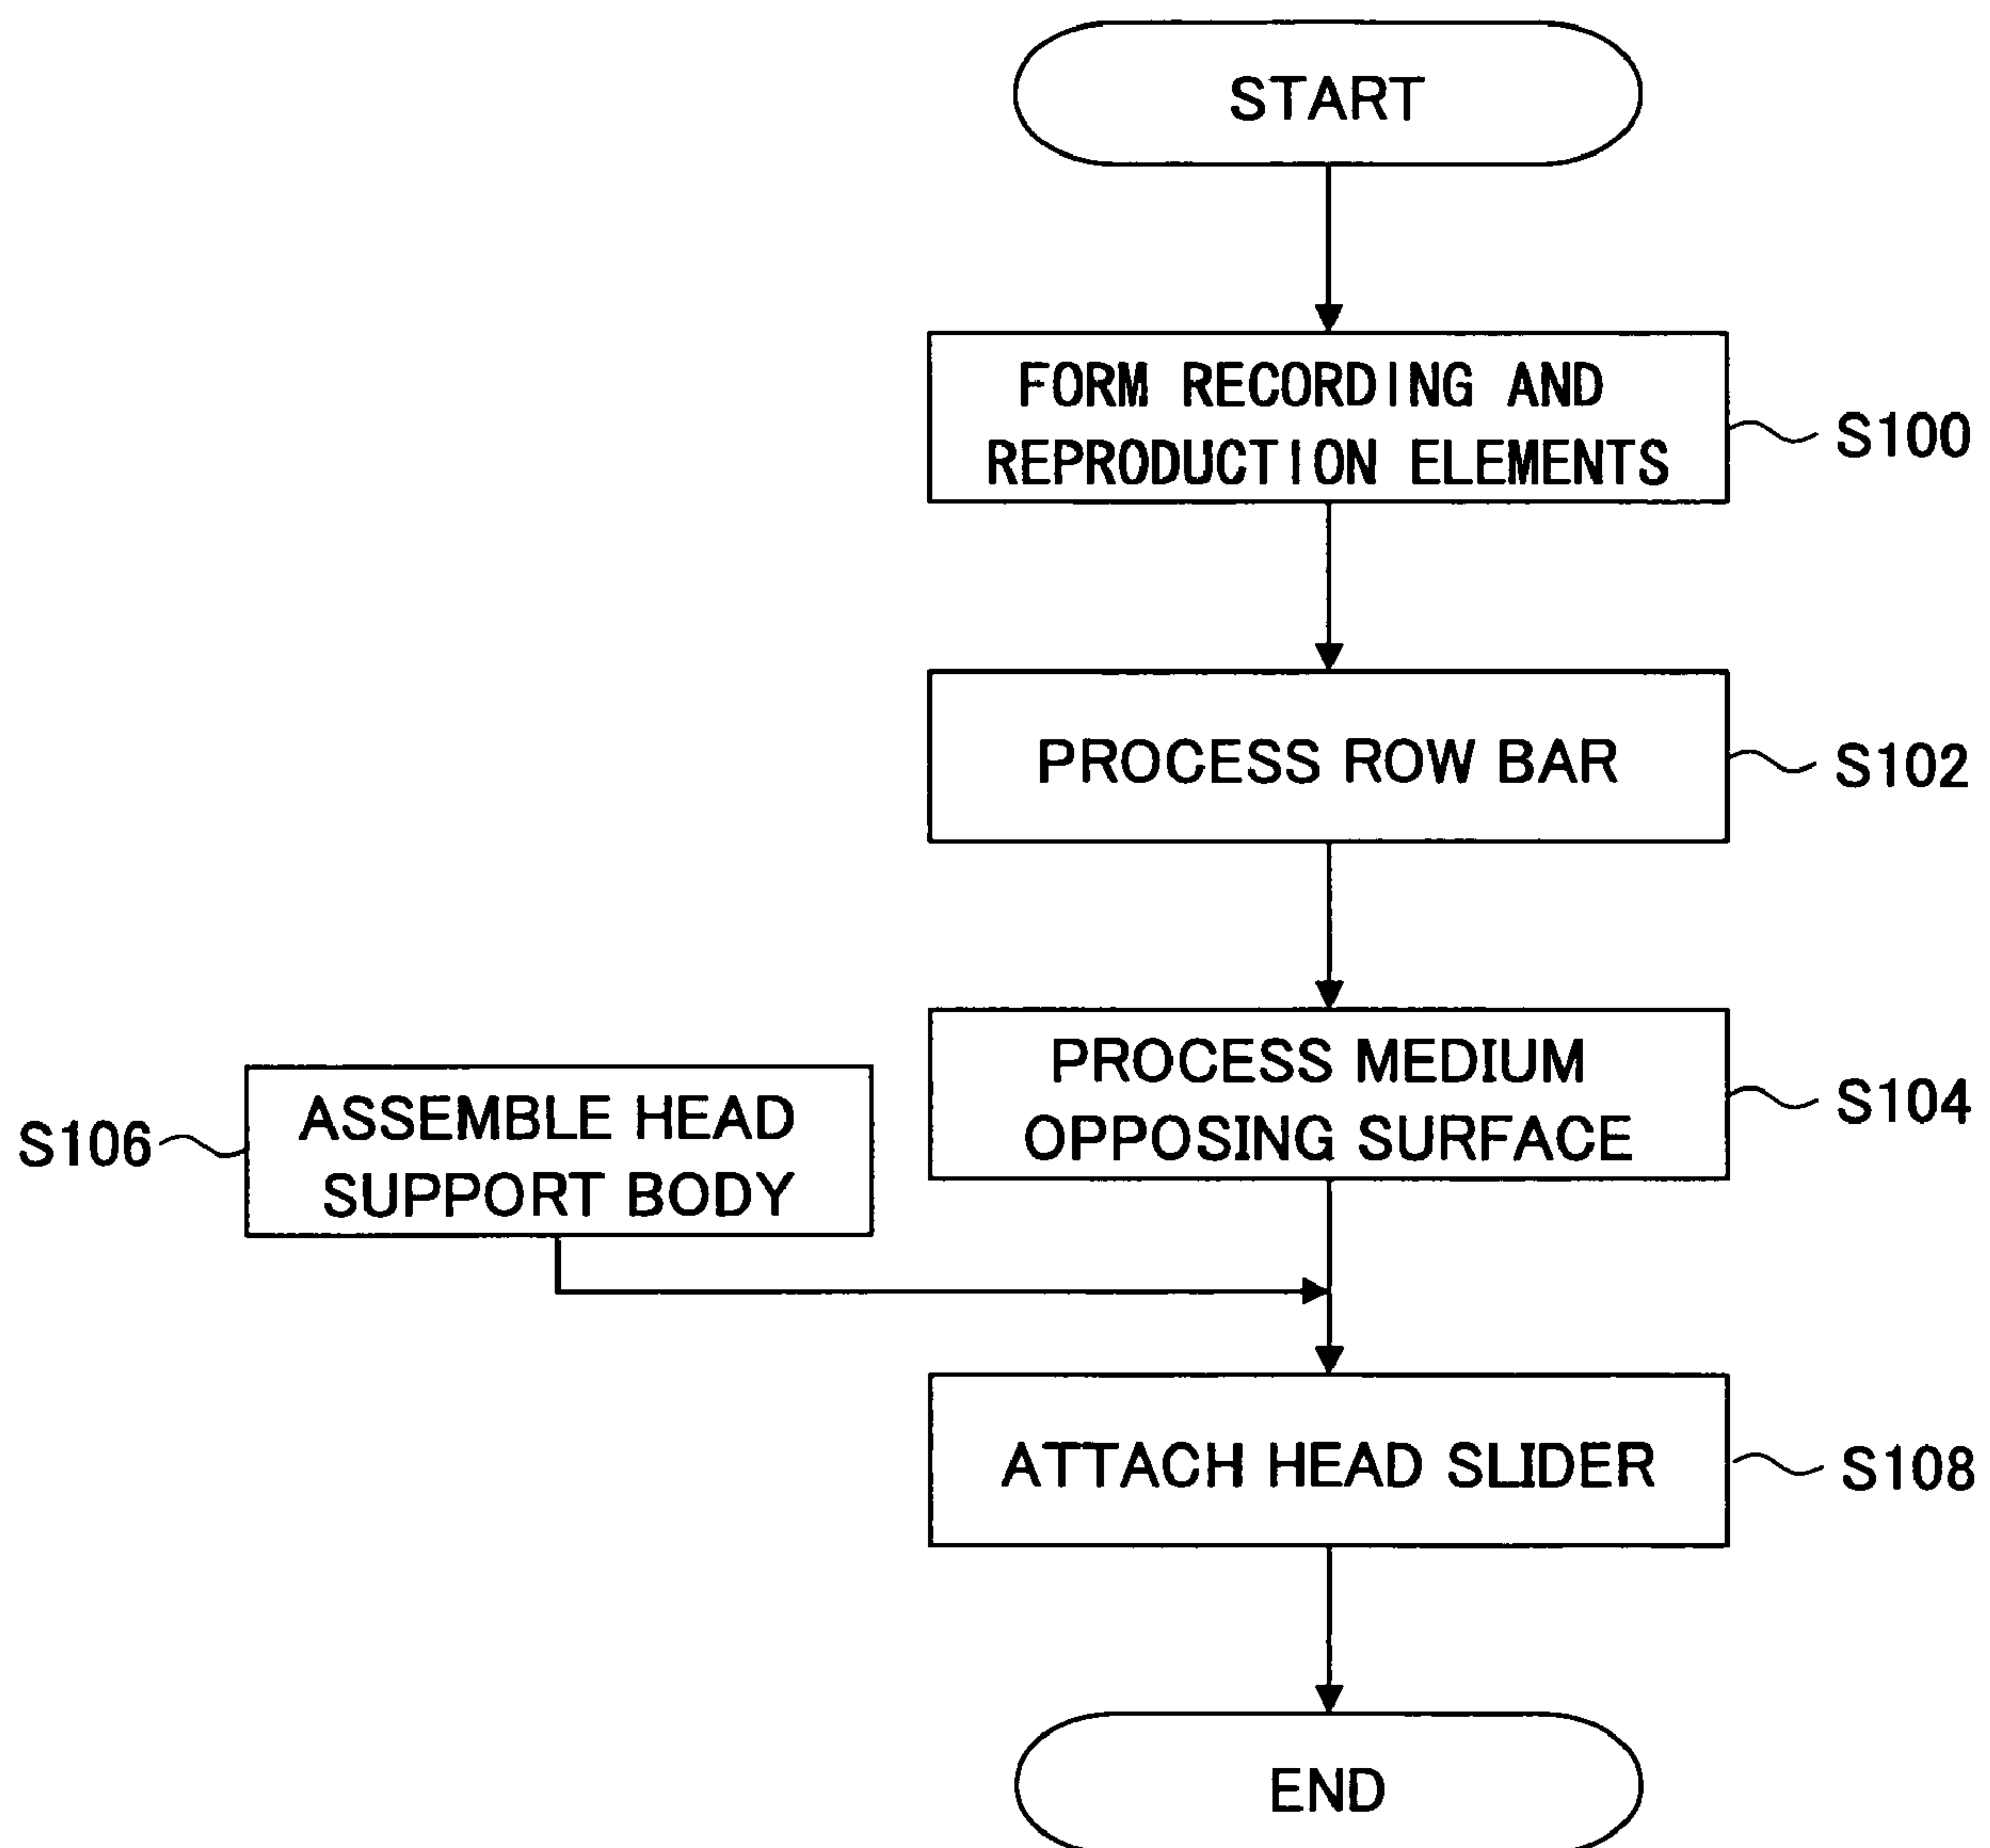 START
FORM RECORDING AND
REPRODUCTION ELEMENTS
S100
PROCESS ROW BAR
S102
PROCESS MEDIUM
OPPOSING SURFACE
S104
S106
ASSEMBLE HEAD
SUPPORT BODY
ATTACH HEAD SLIDER
S108
END